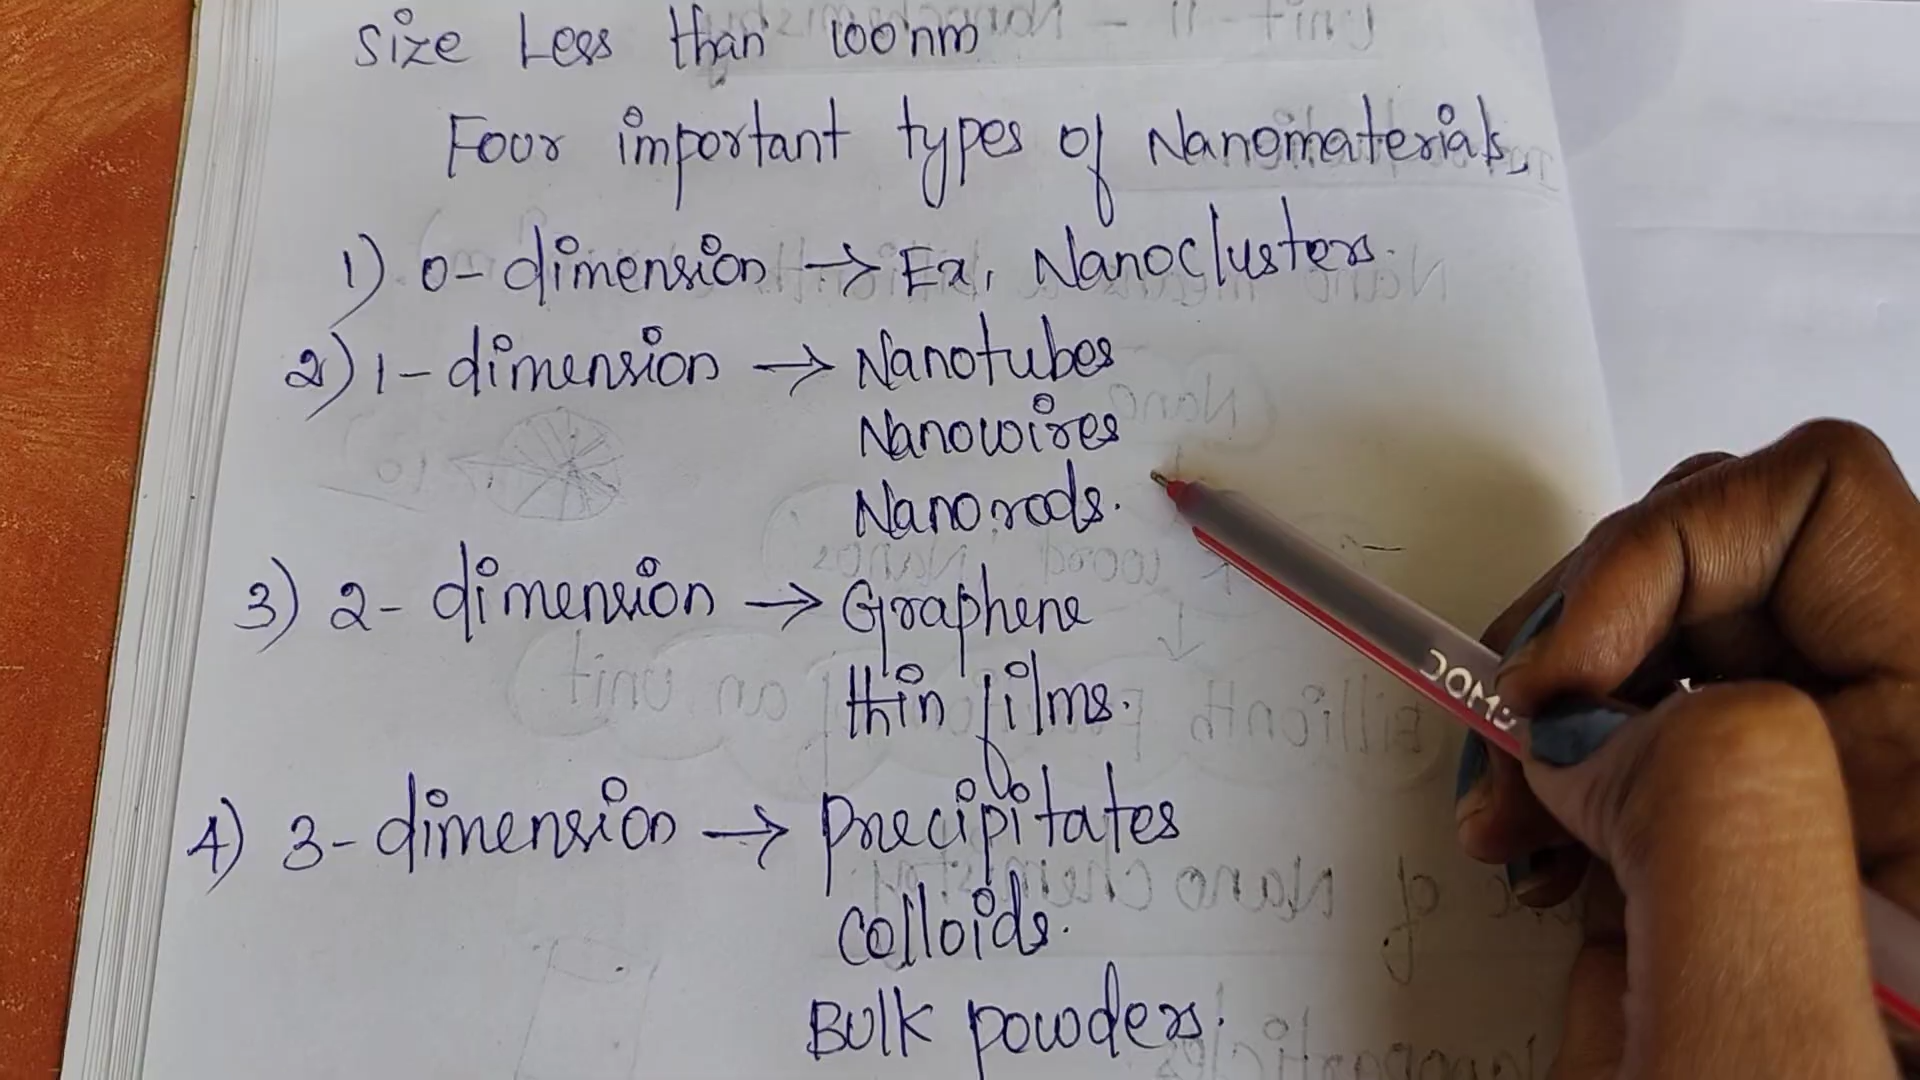 Size Less than 100nm
Four important types of Nanomaterials.
1) 0-dimension → Ex, Nanoclusters.
2) 1-dimension → Nanotubes
Nanowires
Nanorods.
3) 2-dimension → Graphene
thin films.
4) 3-dimension → Precipitates
Colloids.
Bulk powders.
DOMS